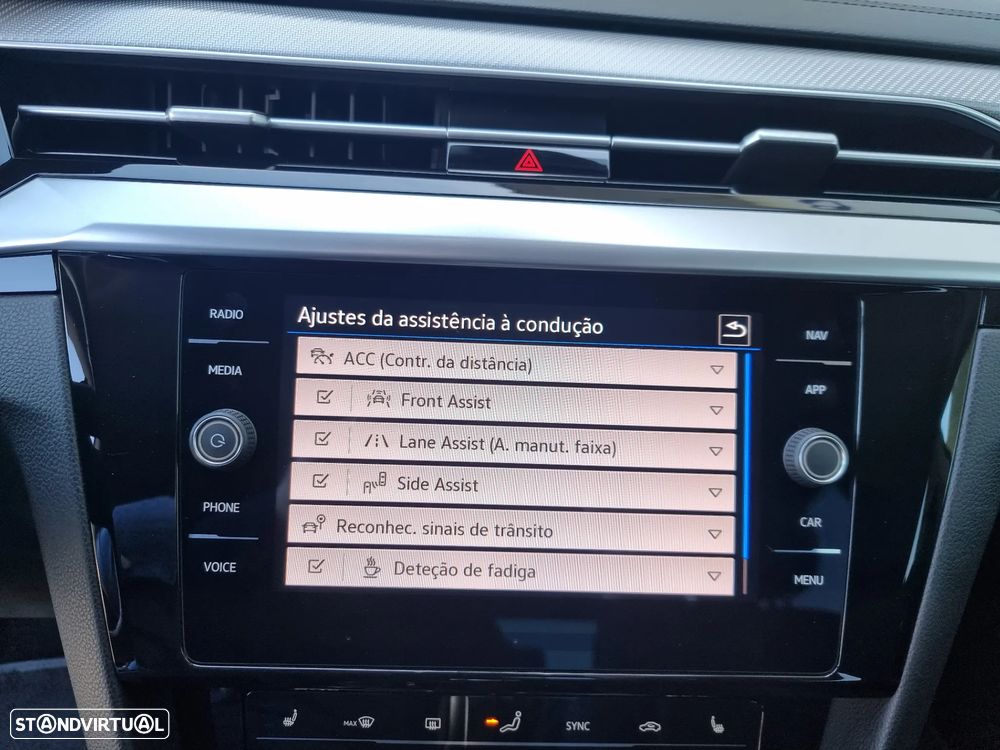 RADIO
MEDIA
PHONE
VOICE
Ajustes da assistência à condução
ACC (Contr. da distância)
Front Assist
Lane Assist (A. manut. faixa)
Side Assist
Reconhec. sinais de trânsito
Deteção de fadiga
NAV
APP
CAR
MENU
MAX
SYNC
STANDVIRTUAL